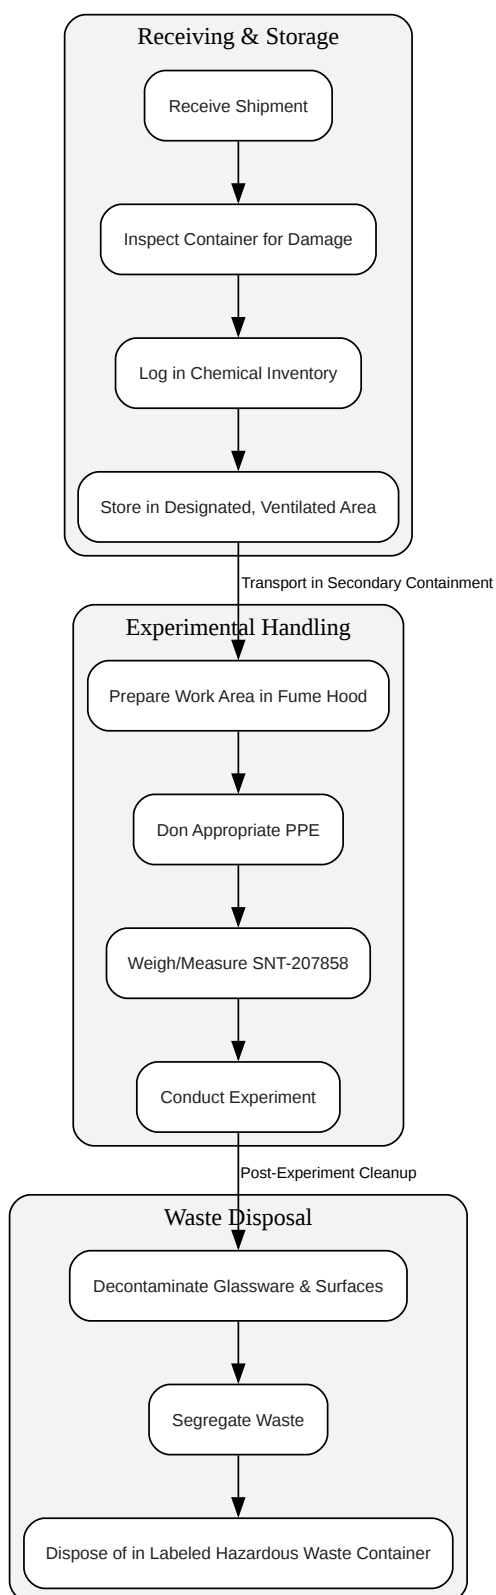 Receiving & Storage
Receive Shipment
Inspect Container for Damage
Log in Chemical Inventory
Store in Designated, Ventilated Area
Transport in Secondary Containment
Experimental Handling
Prepare Work Area in Fume Hood
Don Appropriate PPE
Weigh/Measure SNT-207858
Conduct Experiment
Post-Experiment Cleanup
Waste Disposal
Decontaminate Glassware & Surfaces
Segregate Waste
Dispose of in Labeled Hazardous Waste Container